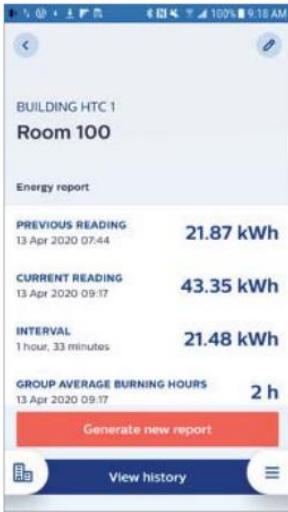 100% 9:18 AM
BUILDING HTC 1
Room 100
Energy report
PREVIOUS READING
13 Apr 2020 07:44
21.87 kWh
CURRENT READING
13 Apr 2020 09:17
43.35 kWh
INTERVAL
1 hour, 33 minutes
21.48 kWh
GROUP AVERAGE BURNING HOURS
13 Apr 2020 09:17
2 h
Generate new report
View history